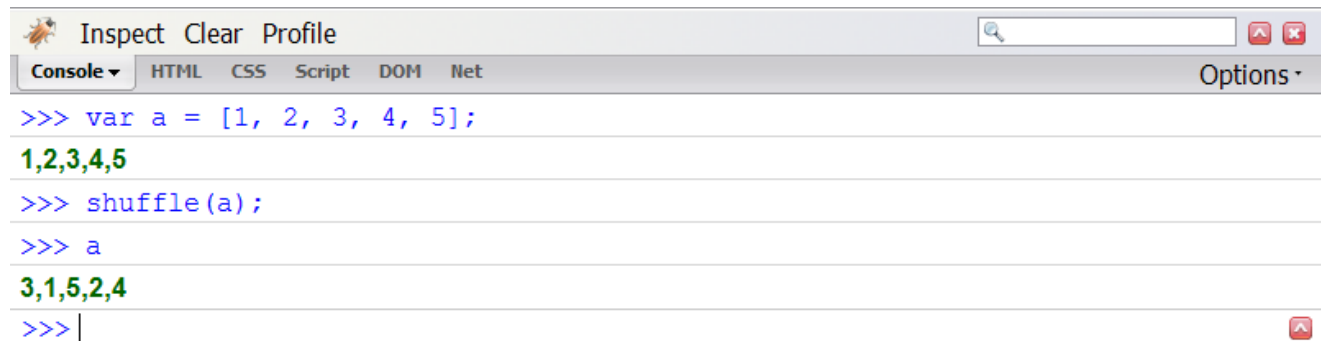 Inspect Clear Profile
Console HTML CSS Script DOM Net Options
>>> var a = [1, 2, 3, 4, 5];
1,2,3,4,5
>>> shuffle(a);
>>> a
3,1,5,2,4
>>>